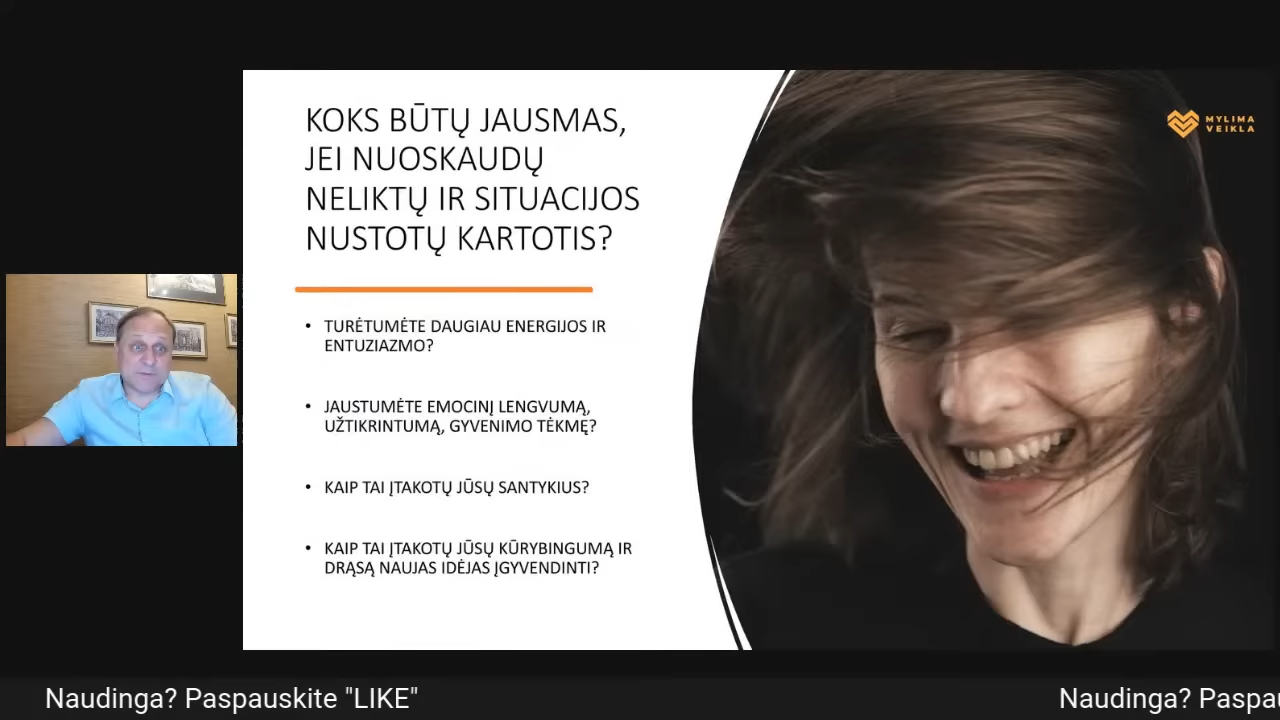 KOKS BŪTŲ JAUSMAS,
JEI NUOSKAUDŲ
NELIKTŲ IR SITUACIJOS
NUSTOTŲ KARTOTIS?
• TURĖTUMĖTE DAUGIAU ENERGIJOS IR
ENTUZIAZMO?
• JAUSTUMĖTE EMOCINĮ LENGVUMĄ,
UŽTIKRINTUMĄ, GYVENIMO TĖKMĘ?
• KAIP TAI ĮTAKOTŲ JŪSŲ SANTYKIUS?
• KAIP TAI ĮTAKOTŲ JŪSŲ KŪRYBINGUMĄ IR
DRĄSĄ NAUJAS IDĖJAS ĮGYVENDINTI?
MYLIMA
VEIKLA
Naudinga? Paspauskite "LIKE"
Naudinga? Paspau